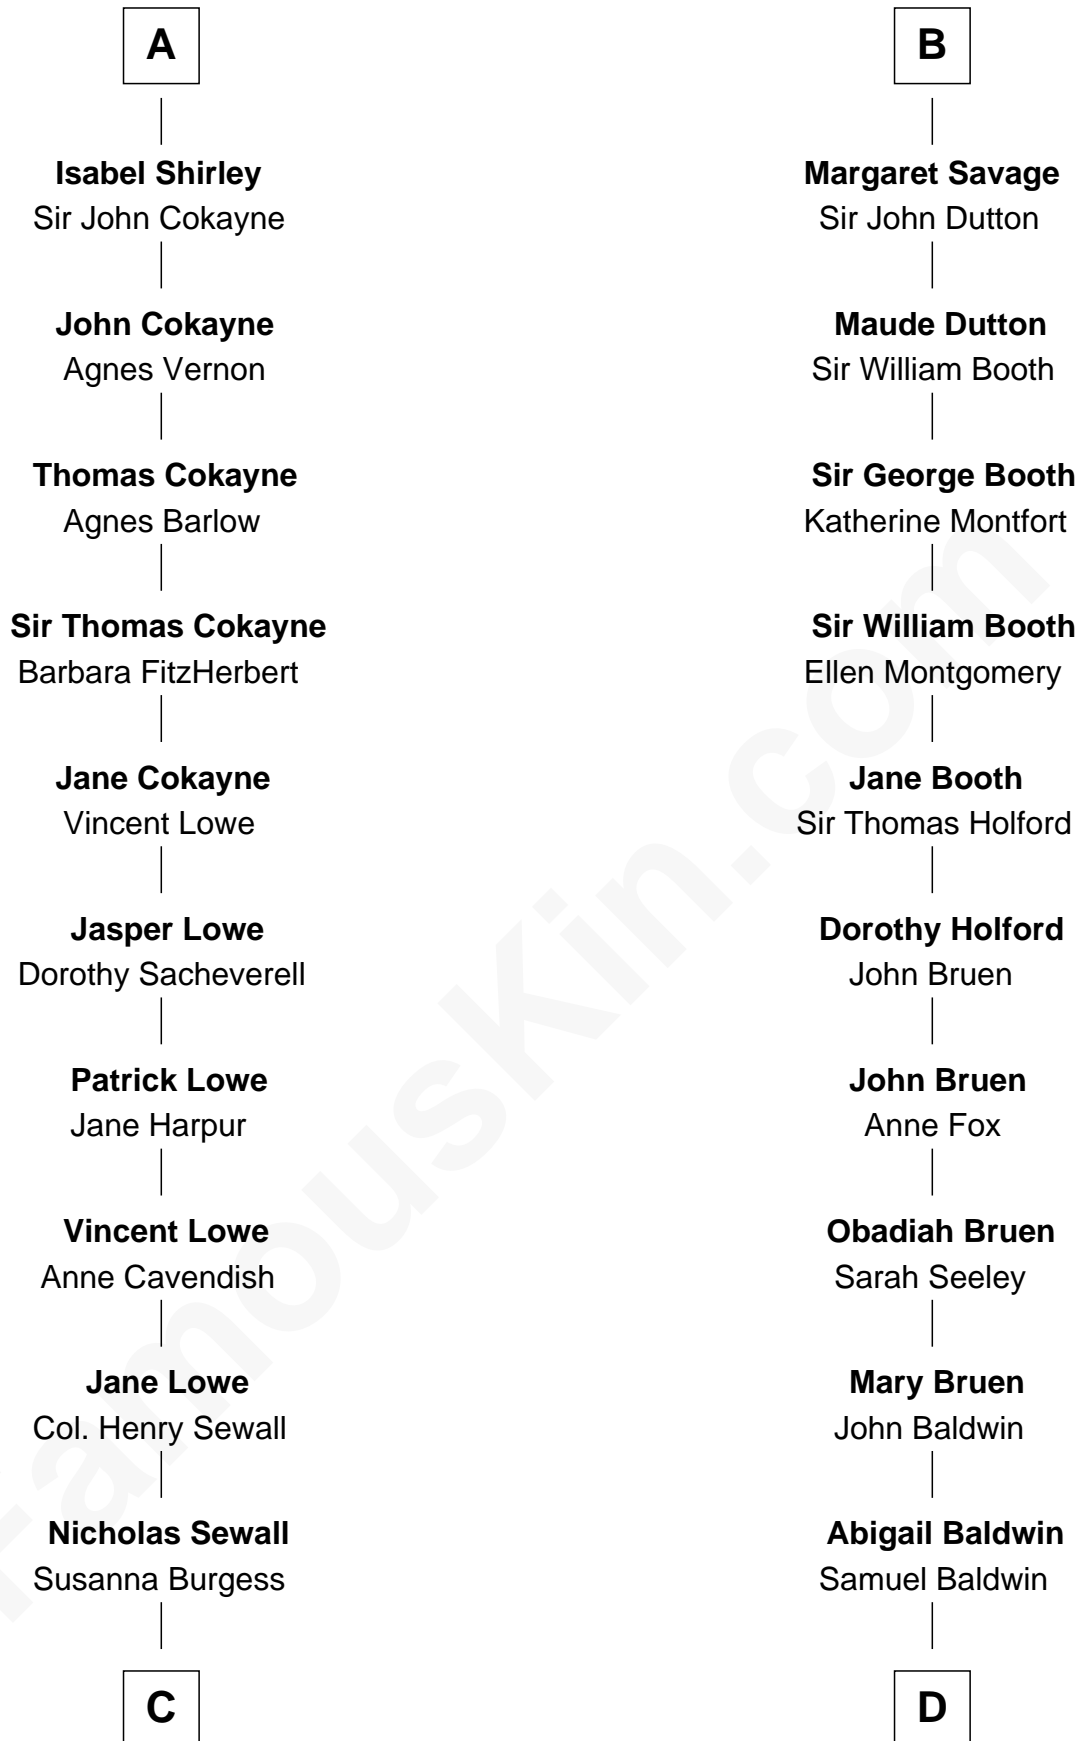 A
Isabel Shirley
Sir John Cokayne
John Cokayne
Agnes Vernon
Thomas Cokayne
Agnes Barlow
Sir Thomas Cokayne
Barbara FitzHerbert
Jane Cokayne
Vincent Lowe
Jasper Lowe
Dorothy Sacheverell
Patrick Lowe
Jane Harpur
Vincent Lowe
Anne Cavendish
Jane Lowe
Col. Henry Sewall
Nicholas Sewall
Susanna Burgess
C
B
Margaret Savage
Sir John Dutton
Maude Dutton
Sir William Booth
Sir George Booth
Katherine Montfort
Sir William Booth
Ellen Montgomery
Jane Booth
Sir Thomas Holford
Dorothy Holford
John Bruen
John Bruen
Anne Fox
Obadiah Bruen
Sarah Seeley
Mary Bruen
John Baldwin
Abigail Baldwin
Samuel Baldwin
D
FamousKin.com